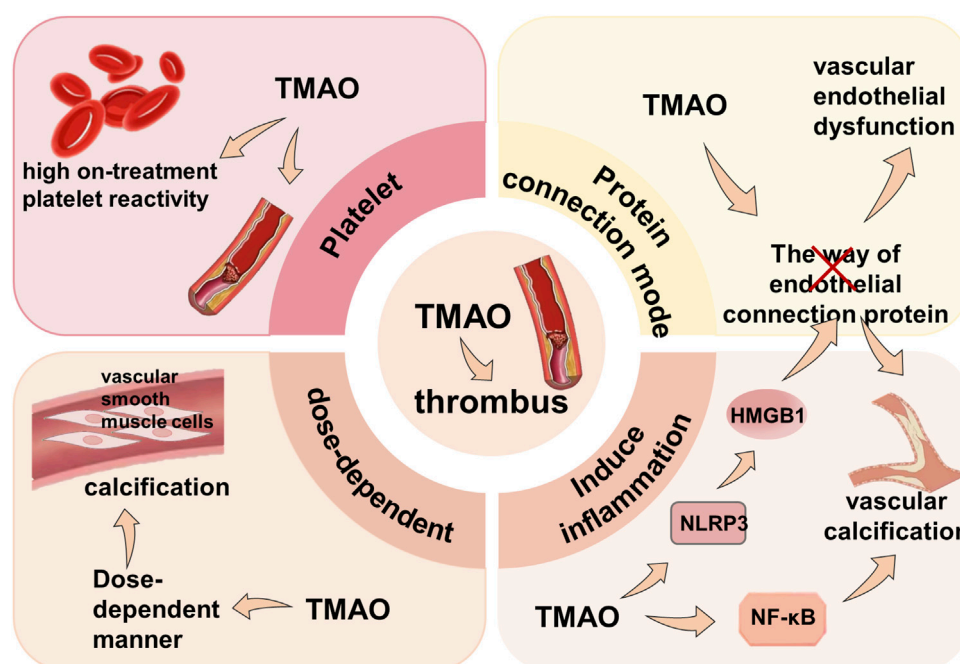 TMAO
high on-treatment
platelet reactivity
Platelet
TMAO
vascular
endothelial
dysfunction
Protein
connection mode
The way of
endothelial
connection protein
TMAO
thrombus
vascular
smooth
muscle cells
calcification
Dose-
dependent
manner
TMAO
dose-dependent
Induce
inflammation
HMGB1
NLRP3
TMAO
NF-κB
vascular
calcification